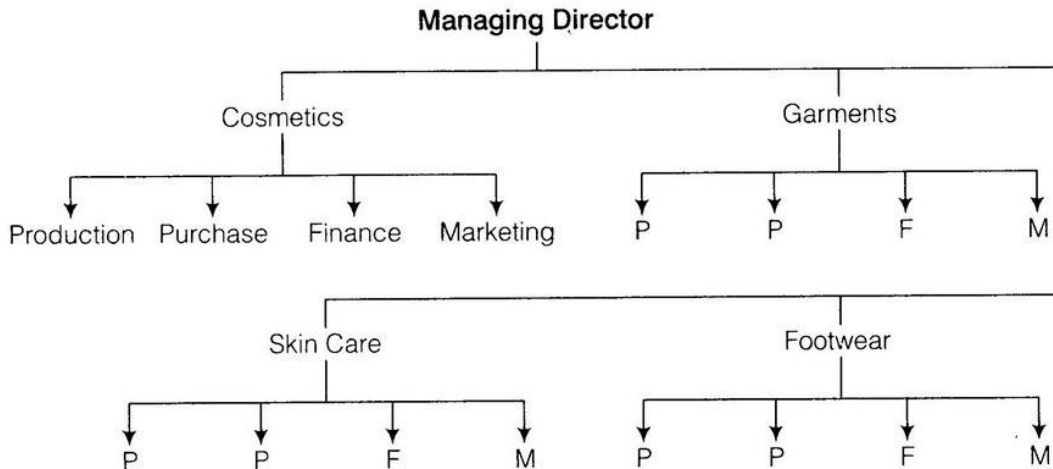 Managing Director
Cosmetics Garments
Production Purchase Finance Marketing P P F M
Skin Care Footwear
P P F M P P F M